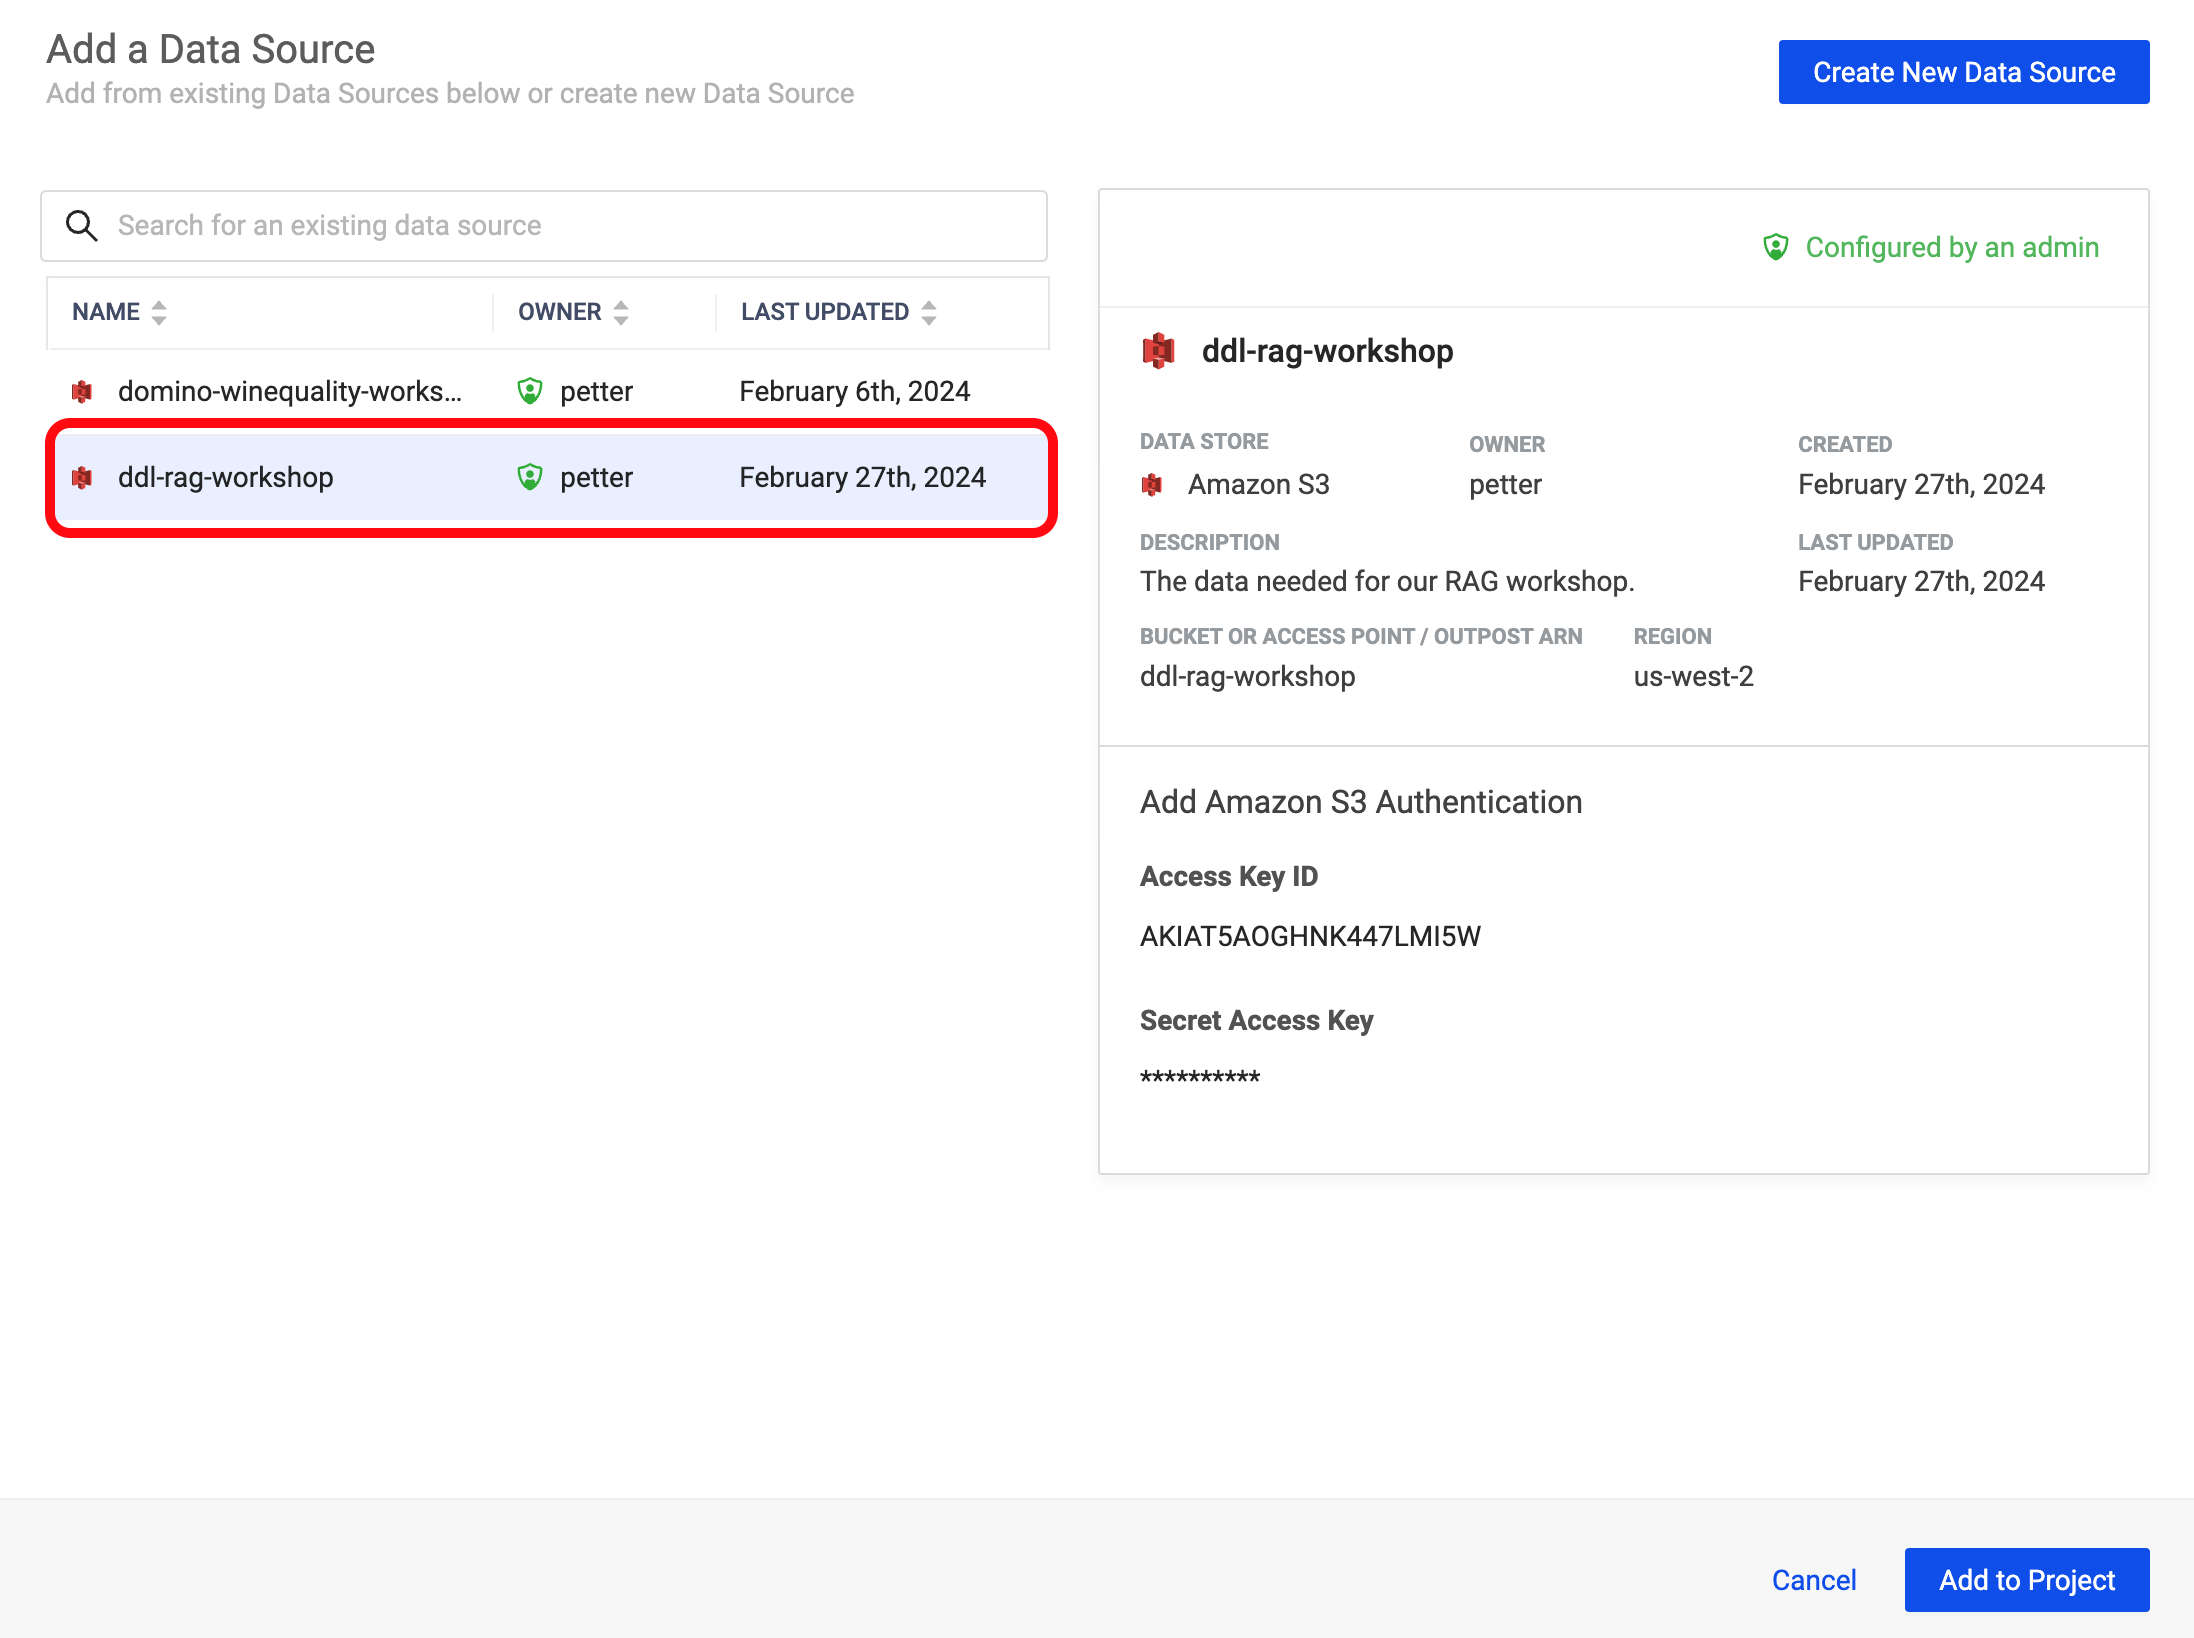 Add a Data Source
Add from existing Data Sources below or create new Data Source
Create New Data Source
Search for an existing data source
NAME OWNER LAST UPDATED
domino-winequality-works... petter February 6th, 2024
ddl-rag-workshop petter February 27th, 2024
Configured by an admin
ddl-rag-workshop
DATA STORE OWNER CREATED
Amazon S3 petter February 27th, 2024
DESCRIPTION LAST UPDATED
The data needed for our RAG workshop. February 27th, 2024
BUCKET OR ACCESS POINT / OUTPOST ARN REGION
ddl-rag-workshop us-west-2
Add Amazon S3 Authentication
Access Key ID
AKIAT5AOGHNK447LMI5W
Secret Access Key
**********
Cancel Add to Project